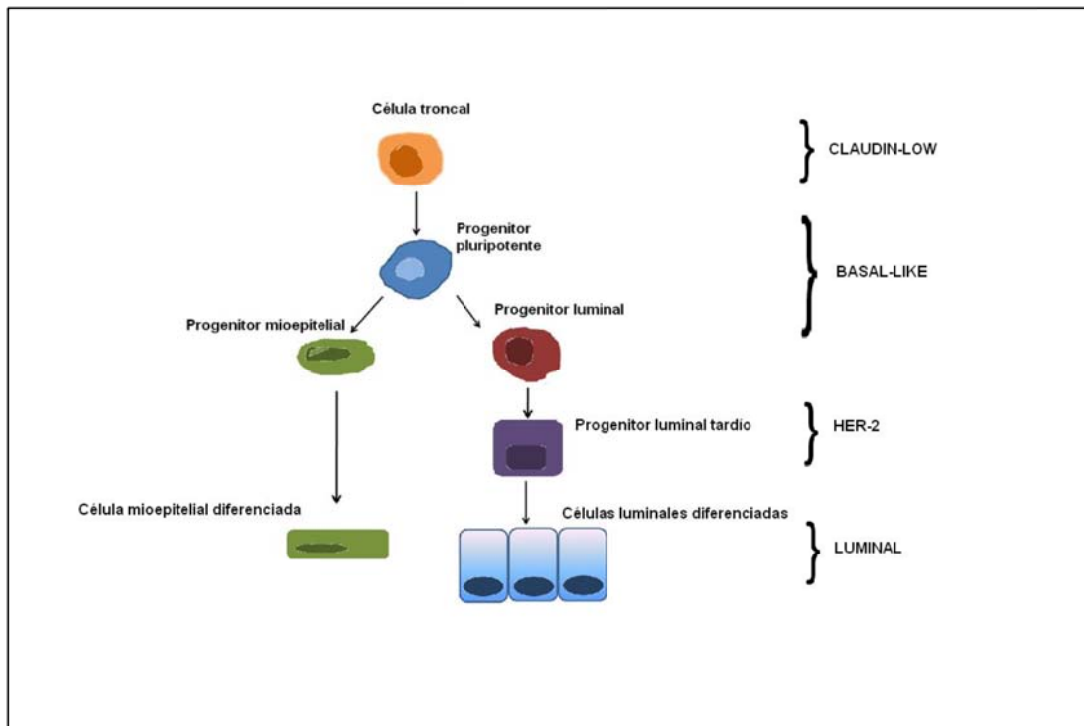 Célula troncal
CLAUDIN-LOW
Progenitor
pluripotente
BASAL-LIKE
Progenitor mioepitelial
Progenitor luminal
Progenitor luminal tardío
HER-2
Célula mioepitelial diferenciada
Células luminales diferenciadas
LUMINAL